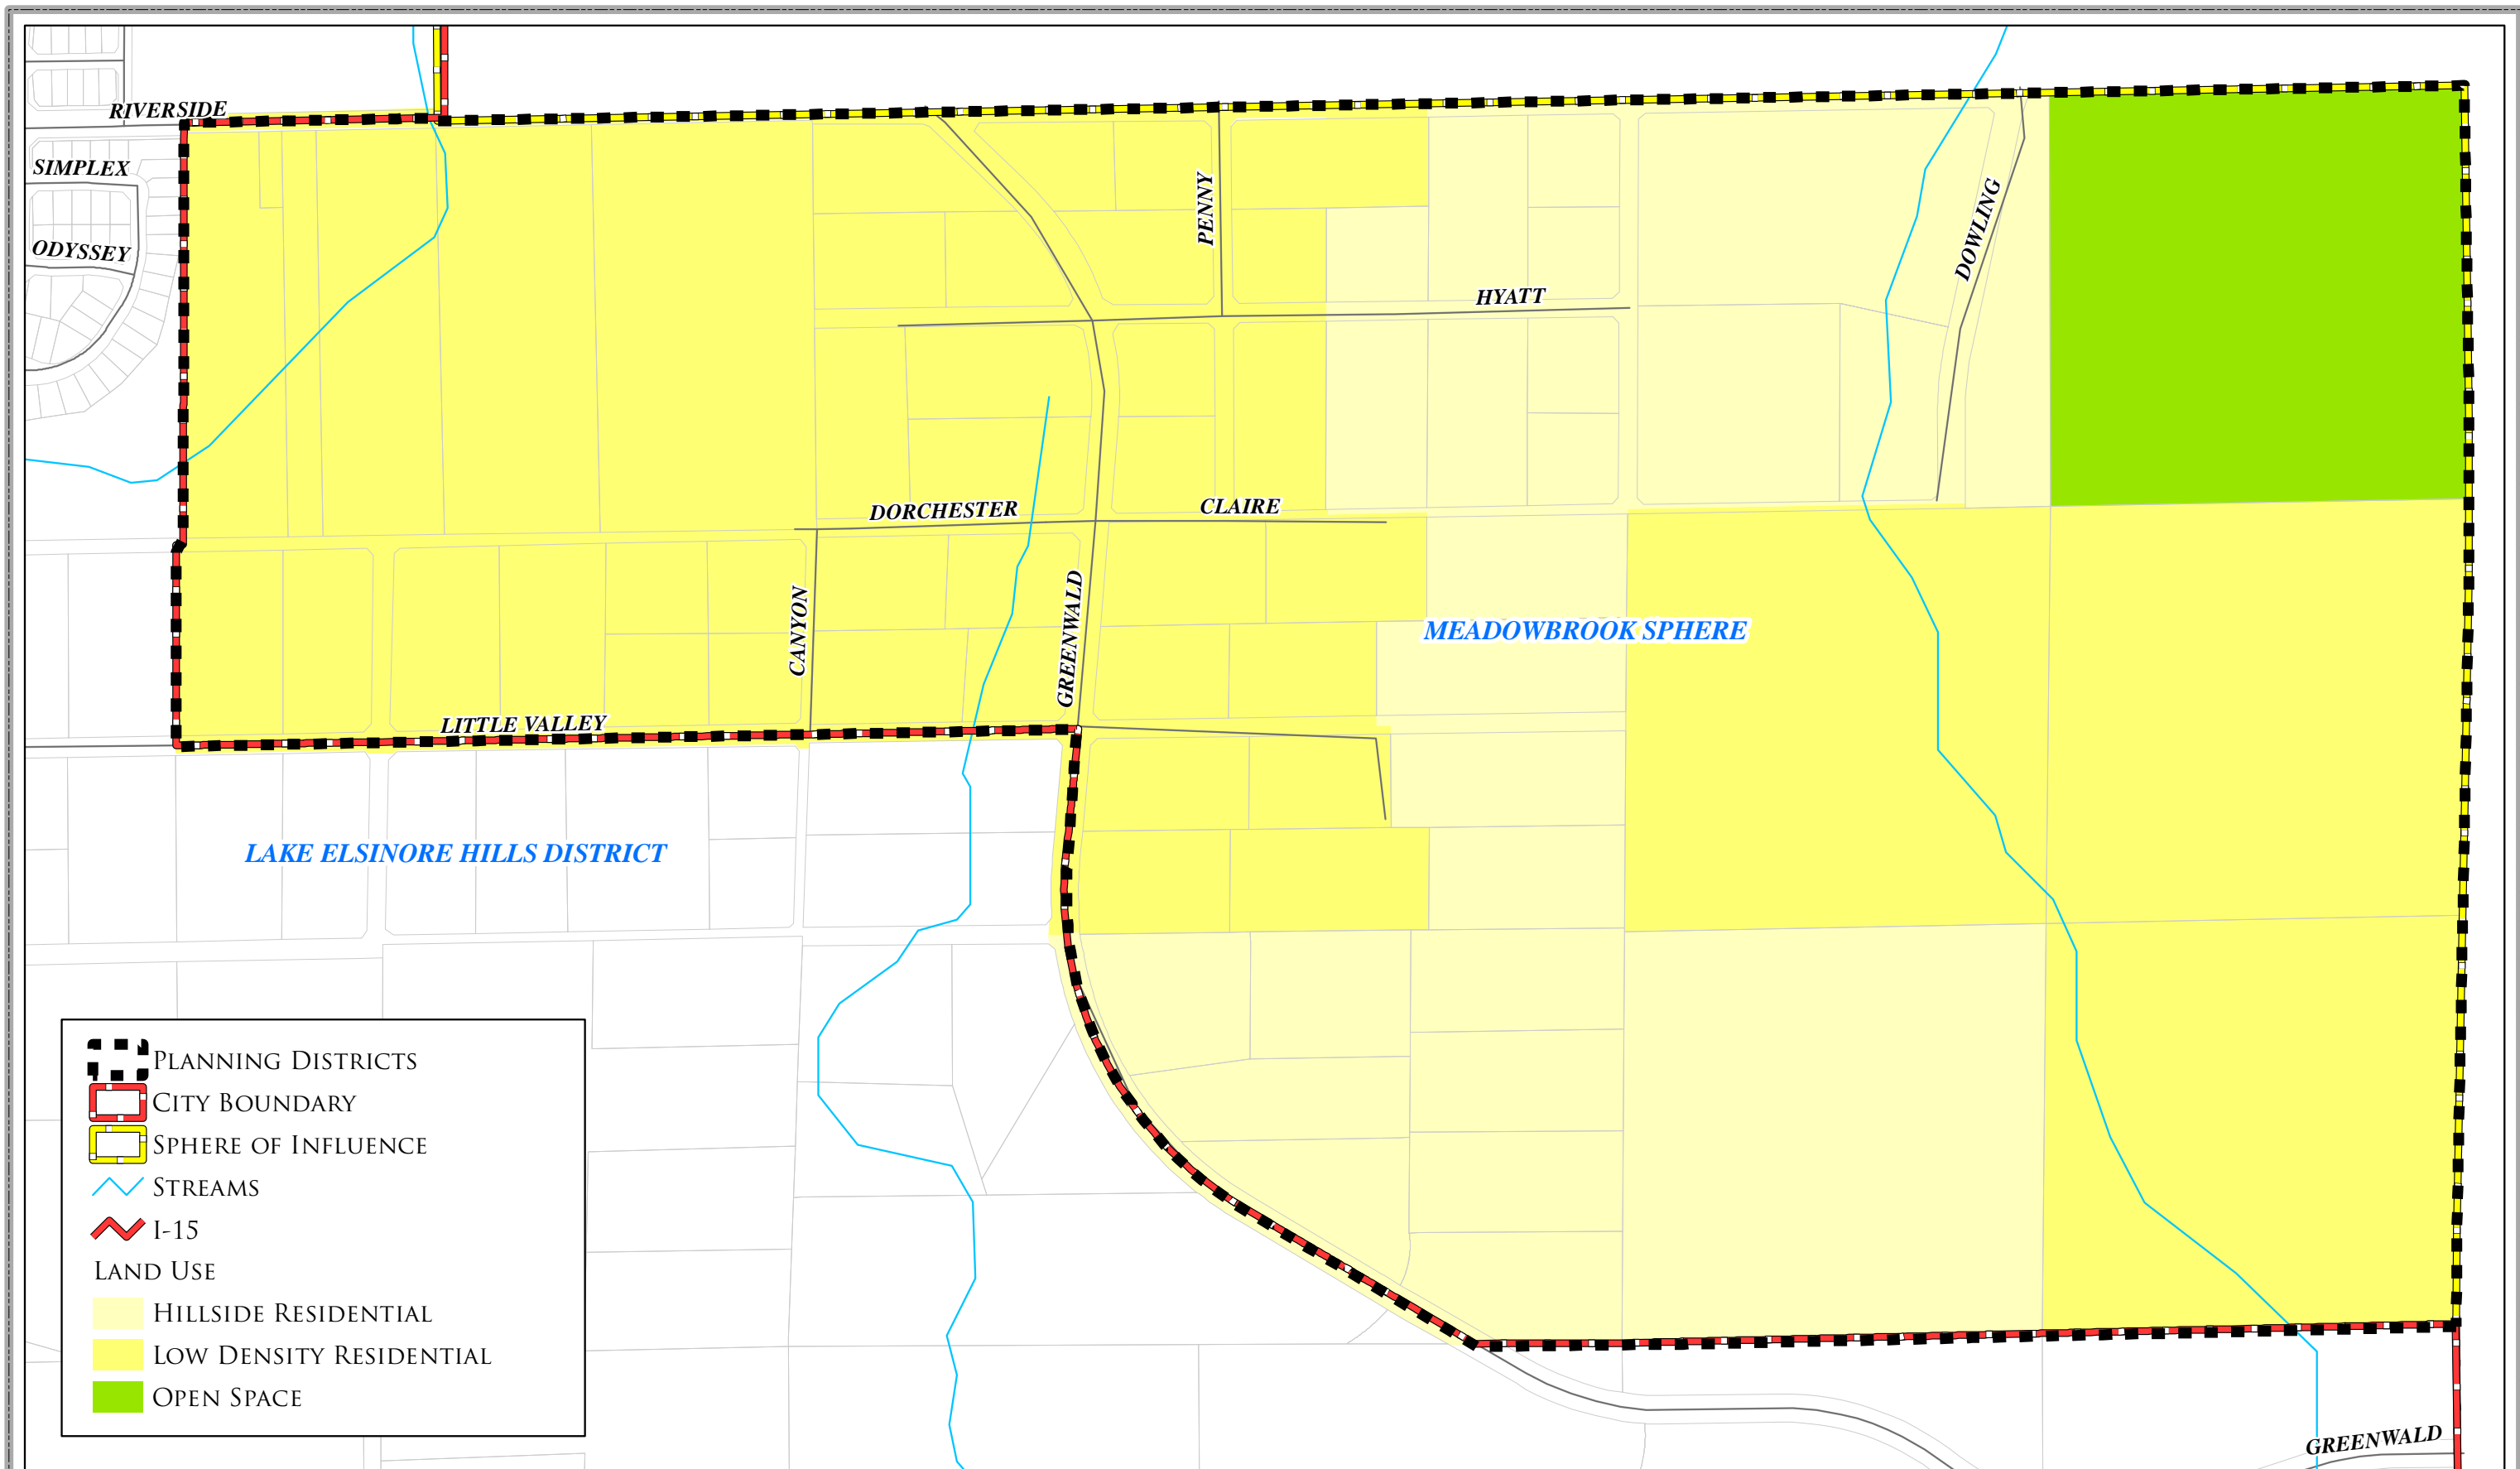 RIVERSIDE
SIMPLEX
ODYSSEY
PENNY
DOWLING
HYATT
DORCHESTER
CLAIRE
CANYON
GREENWALD
MEADOWBROOK SPHERE
LITTLE VALLEY
LAKE ELSINORE HILLS DISTRICT
PLANNING DISTRICTS
CITY BOUNDARY
SPHERE OF INFLUENCE
STREAMS
I-15
LAND USE
HILLSIDE RESIDENTIAL
LOW DENSITY RESIDENTIAL
OPEN SPACE
GREENWALD